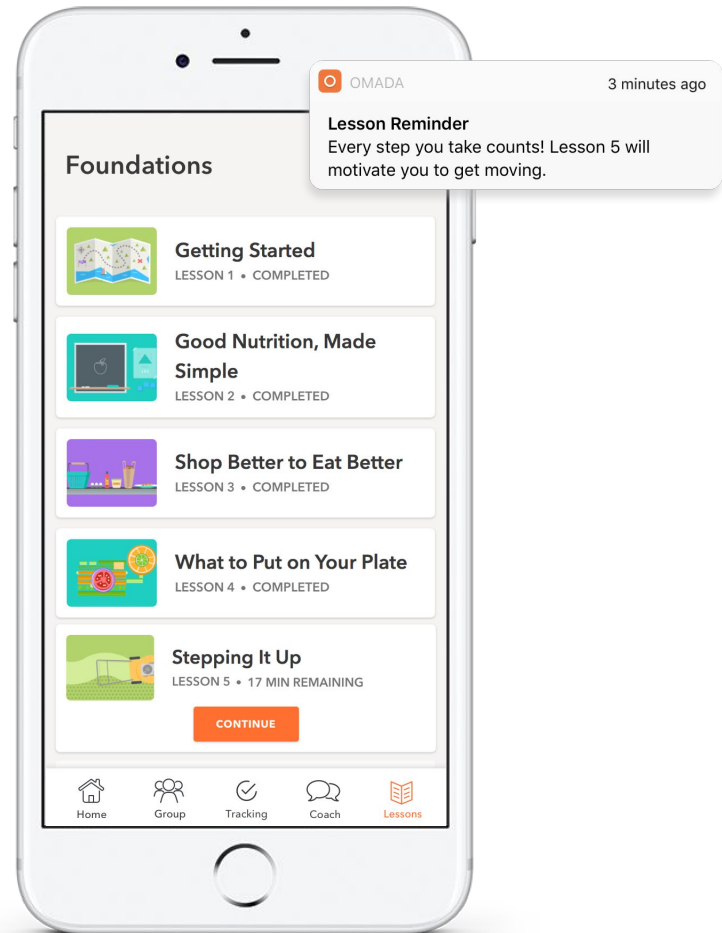 OMADA
3 minutes ago
Lesson Reminder
Every step you take counts! Lesson 5 will
motivate you to get moving.
Foundations
Getting Started
LESSON 1 • COMPLETED
Good Nutrition, Made
Simple
LESSON 2 • COMPLETED
Shop Better to Eat Better
LESSON 3 • COMPLETED
What to Put on Your Plate
LESSON 4 • COMPLETED
Stepping It Up
LESSON 5 • 17 MIN REMAINING
CONTINUE
Home
Group
Tracking
Coach
Lessons